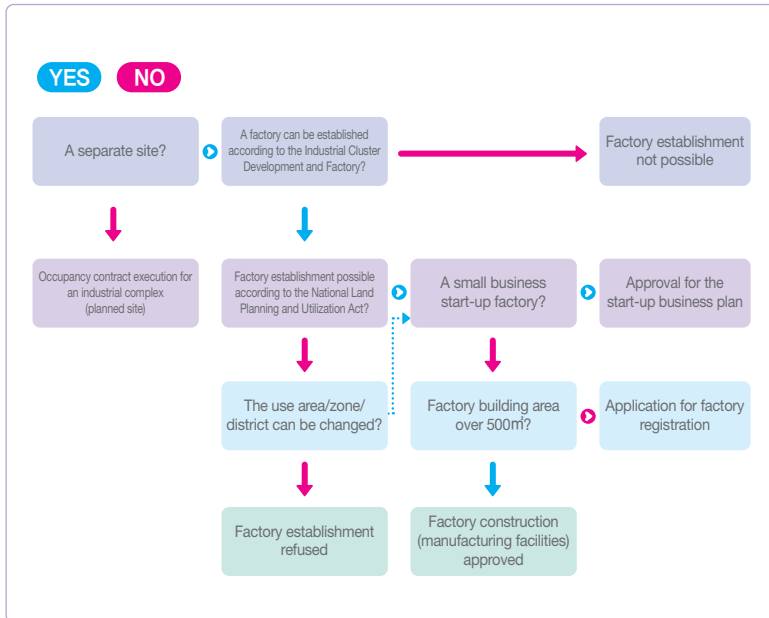 YES NO
A separate site?
A factory can be established
according to the Industrial Cluster
Development and Factory?
Factory establishment
not possible
Occupancy contract execution for
an industrial complex
(planned site)
Factory establishment possible
according to the National Land
Planning and Utilization Act?
A small business
start-up factory?
Approval for the
start-up business plan
The use area/zone/
district can be changed?
Factory building area
over 500㎡?
Application for factory
registration
Factory establishment
refused
Factory construction
(manufacturing facilities)
approved